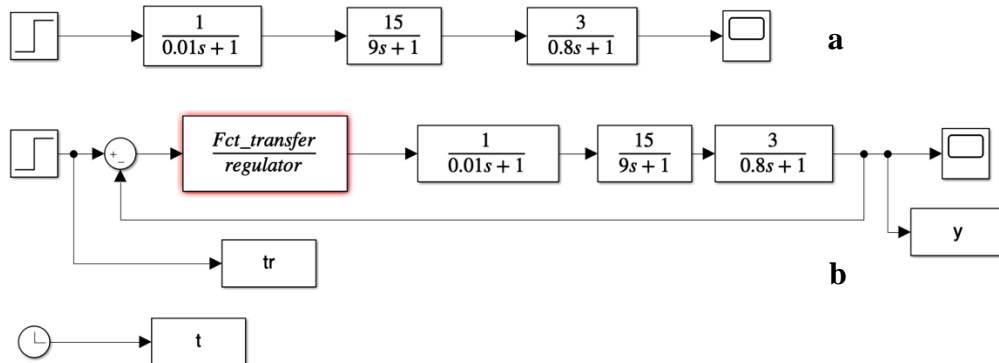 1
0.01s + 1
15
9s + 1
3
0.8s + 1
a
Fct_transfer
regulator
1
0.01s + 1
15
9s + 1
3
0.8s + 1
+
−
y
tr
b
t